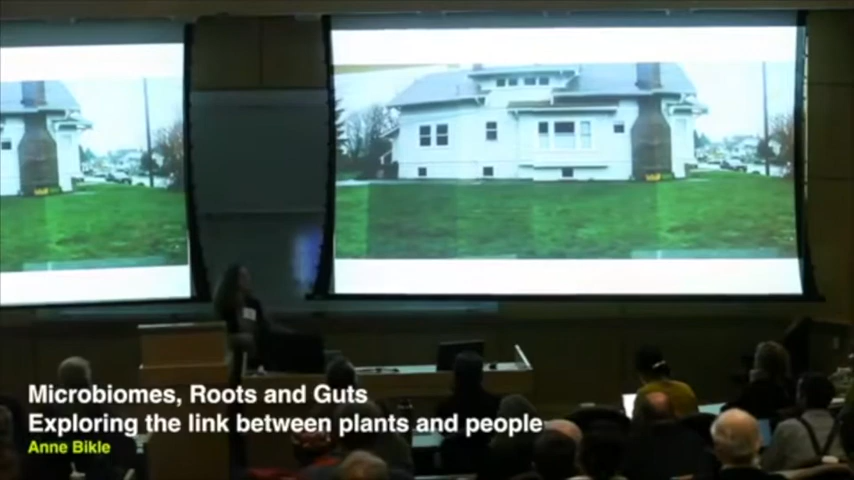 Microbiomes, Roots and Guts
Exploring the link between plants and people
Anne Bikle